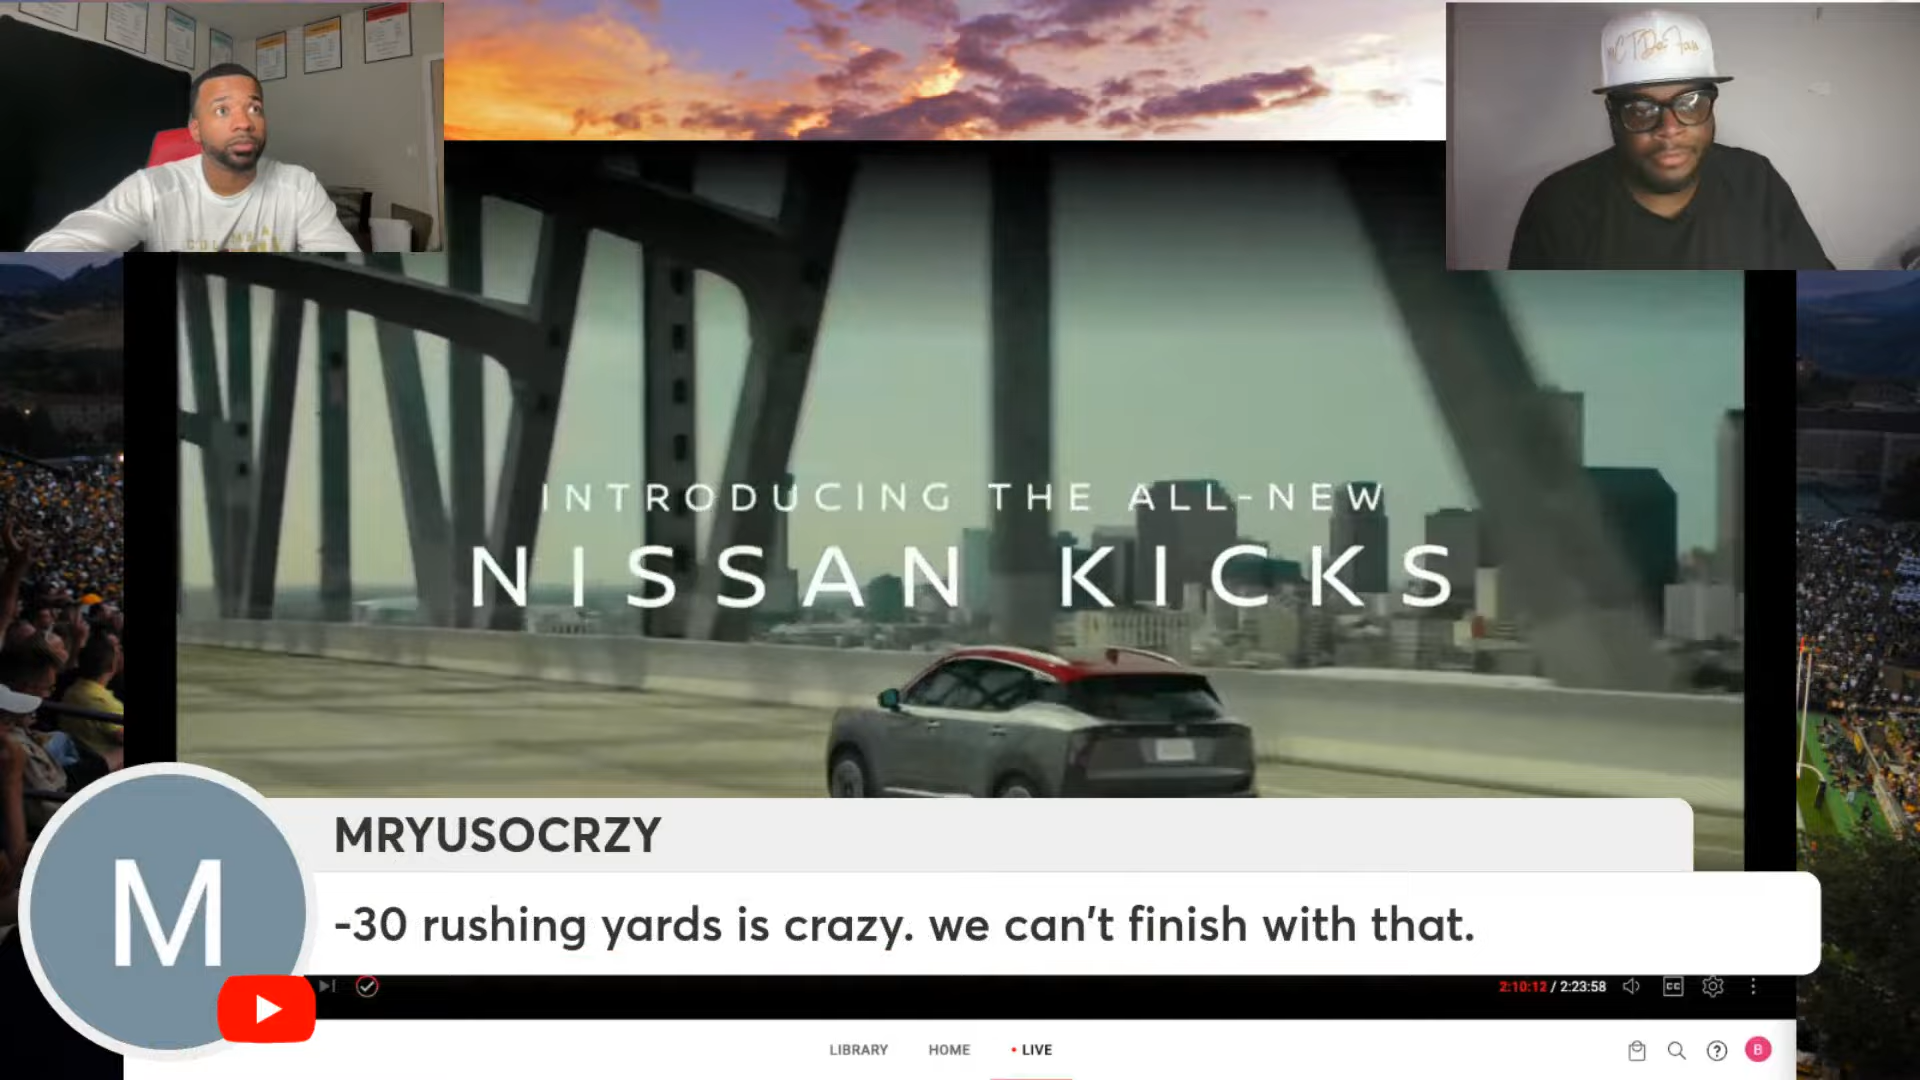 INTRODUCING THE ALL-NEW
NISSAN KICKS
M
MRYUSOCRZY
-30 rushing yards is crazy. we can't finish with that.
2:10:12 / 2:23:58
CC
LIBRARY HOME • LIVE
? B